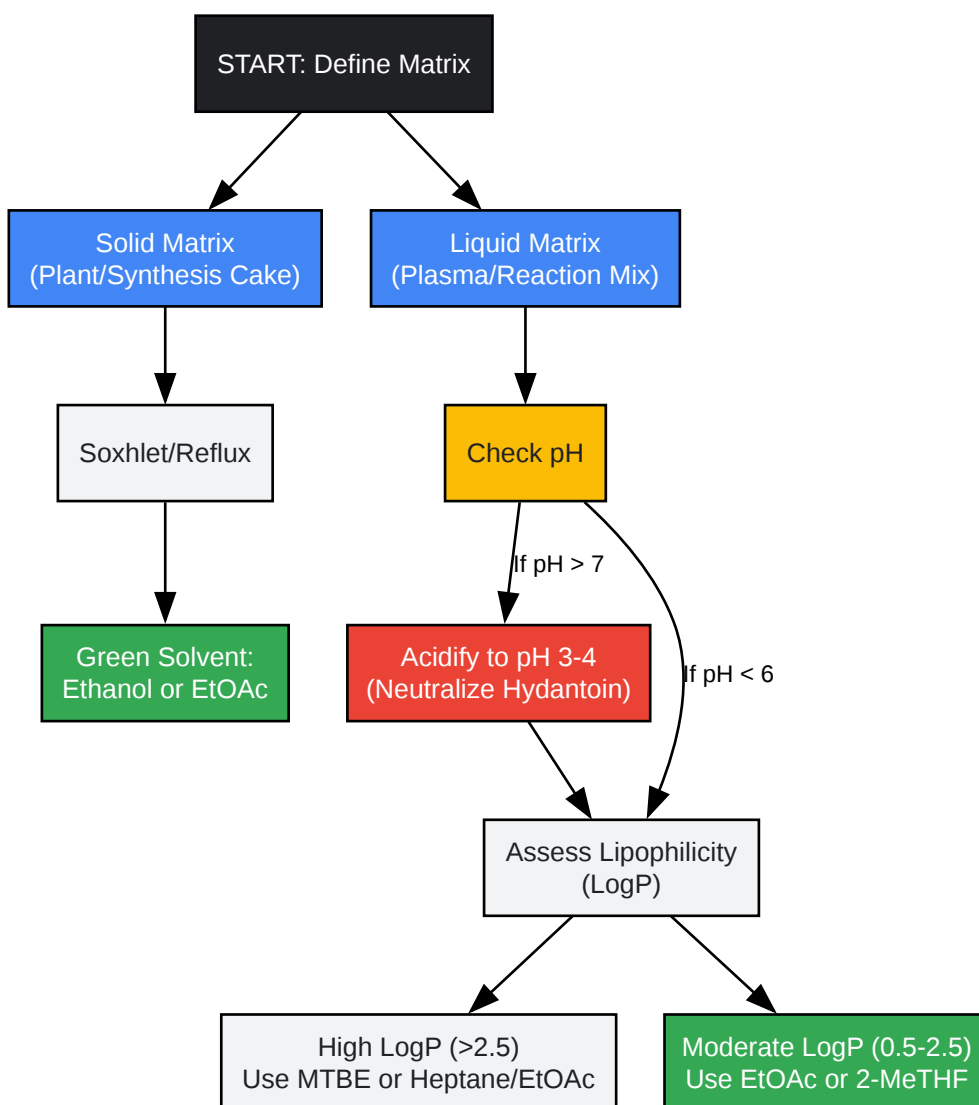 START: Define Matrix
Solid Matrix
(Plant/Synthesis Cake)
Liquid Matrix
(Plasma/Reaction Mix)
Soxhlet/Reflux
Check pH
If pH > 7
Green Solvent:
Ethanol or EtOAc
Acidify to pH 3-4
(Neutralize Hydantoin)
If pH < 6
Assess Lipophilicity
(LogP)
High LogP (>2.5)
Use MTBE or Heptane/EtOAc
Moderate LogP (0.5-2.5)
Use EtOAc or 2-MeTHF